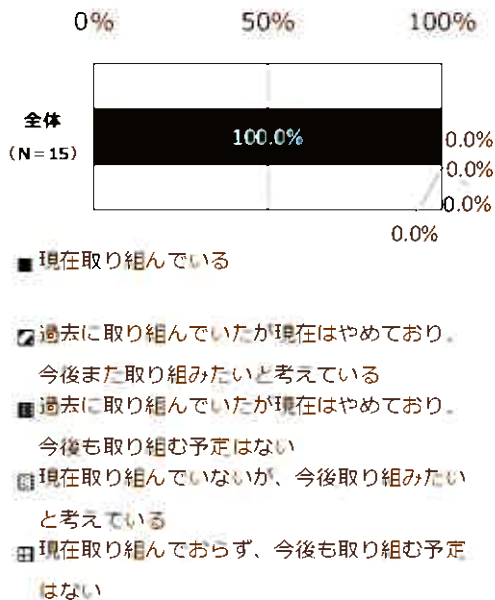 0% 50% 100%
全体
(N=15)
100.0%
0.0%
0.0%
0.0%
0.0%
現在取り組んでいる
過去に取り組んでいたが現在はやめており、
今後また取り組みたいと考えている
過去に取り組んでいたが現在はやめており、
今後も取り組む予定はない
現在取り組んでいないが、今後取り組みたい
と考えている
現在取り組んでおらず、今後も取り組む予定
はない